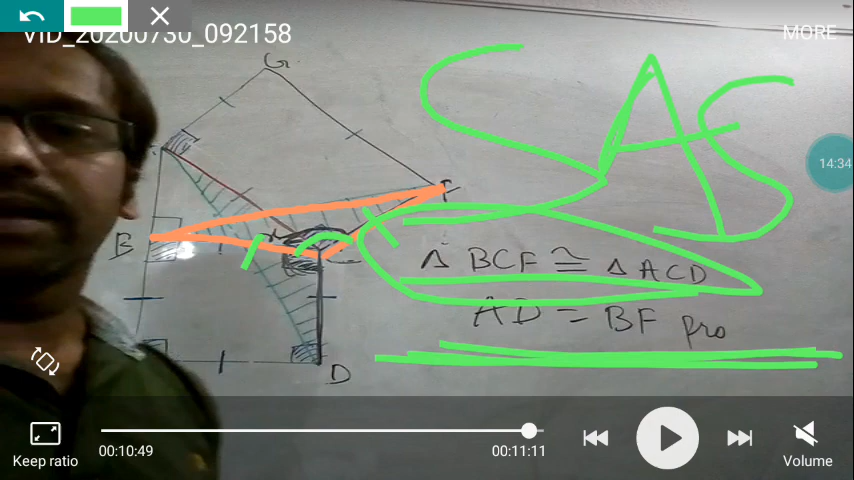 VID_20200730_092158
MORE
SAS
14:34
G
F
B
C
D
Δ BCF ≅ Δ ACD
AD = BF pro
Keep ratio
00:10:49
00:11:11
Volume